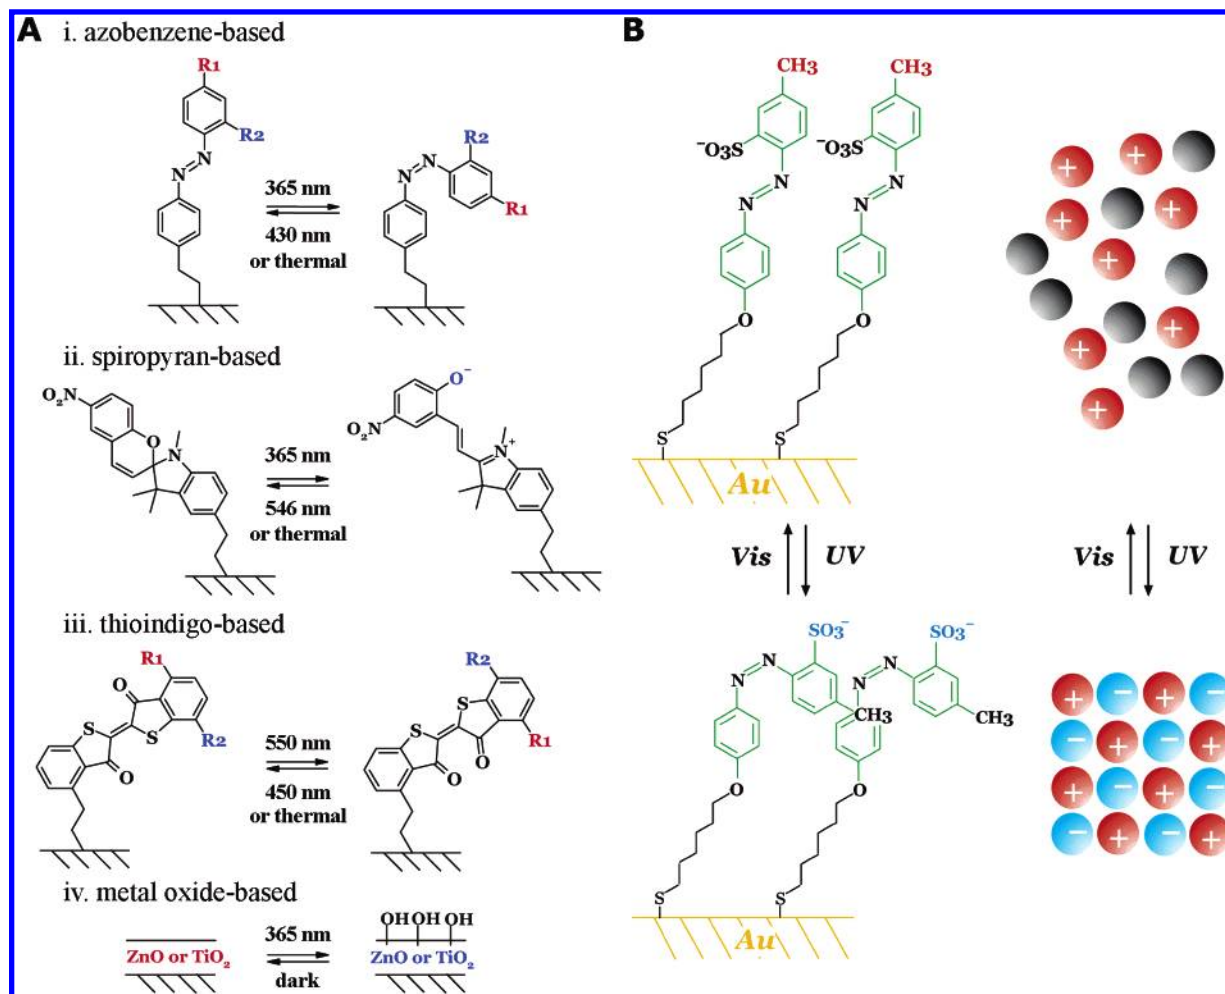 A
i. azobenzene-based
R1
R2
N
N
365 nm
430 nm
or thermal
R2
N
N
R1
ii. spiropyran-based
O₂N
O
N
365 nm
546 nm
or thermal
O⁻
O₂N
N⁺
iii. thioindigo-based
R1
O
S
S
R2
O
550 nm
450 nm
or thermal
R2
S
S
O
O
R1
iv. metal oxide-based
ZnO or TiO₂
365 nm
dark
OH OH OH
ZnO or TiO₂
B
CH3 CH3
⁻O3S ⁻O3S
N N
N N
O O
S S
Au
Vis UV
SO3⁻ SO3⁻
N N N N
CH3 CH3
O O
S S
Au
+ +
+ +
+
+ +
+
Vis UV
+ − + −
− + − +
+ − + −
− + − +